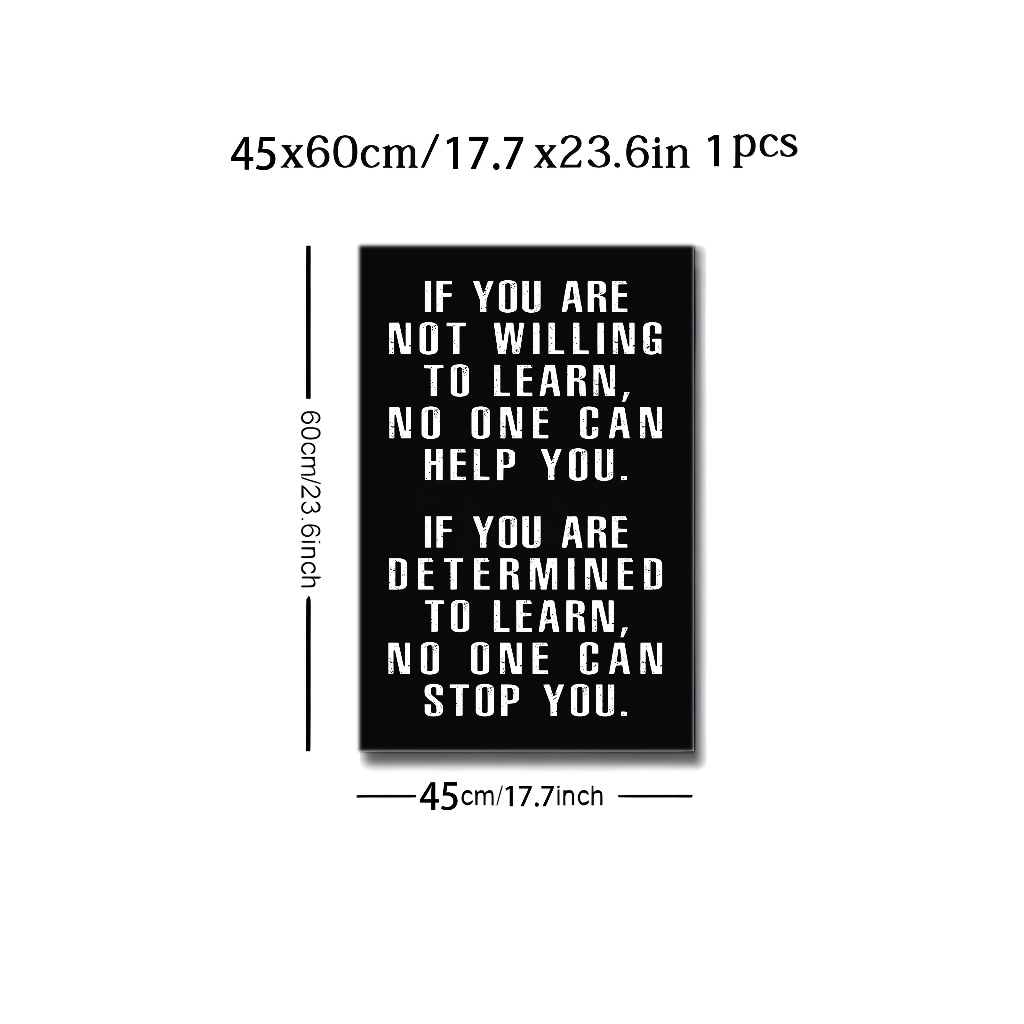 45x60cm/17.7 x23.6in 1pcs
60cm/23.6inch
IF YOU ARE
NOT WILLING
TO LEARN,
NO ONE CAN
HELP YOU.
IF YOU ARE
DETERMINED
TO LEARN,
NO ONE CAN
STOP YOU.
45cm/17.7inch